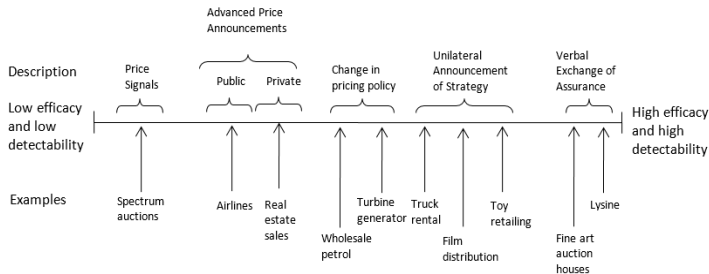 Advanced Price
Announcements
Description
Price
Signals
Public
Private
Change in
pricing policy
Unilateral
Announcement
of Strategy
Verbal
Exchange of
Assurance
Low efficacy
and low
detectability
High efficacy
and high
detectability
Examples
Spectrum
auctions
Airlines
Real
estate
sales
Wholesale
petrol
Turbine
generator
Truck
rental
Film
distribution
Toy
retailing
Fine art
auction
houses
Lysine